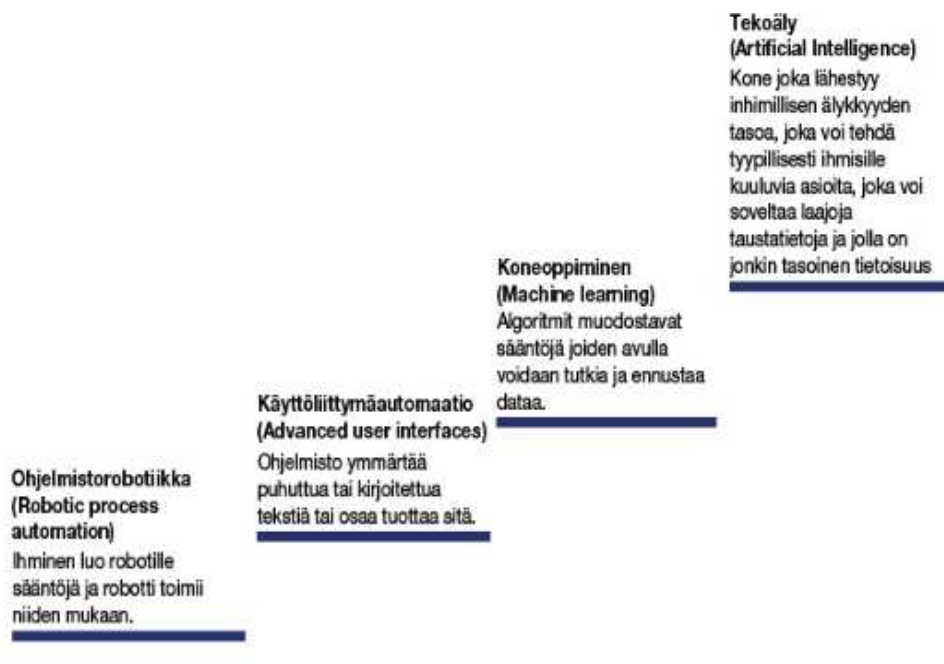 Tekoäly
(Artificial Intelligence)
Kone joka lähestyy
inhimillisen älykkyyden
tasoa, joka voi tehdä
tyypillisesti ihmisille
kuuluvia asioita, joka voi
soveltaa laajoja
taustatietoja ja jolla on
jonkin tasoinen tietoisuus
Koneoppiminen
(Machine learning)
Algoritmit muodostavat
sääntöjä joiden avulla
voidaan tutkia ja ennustaa
dataa.
Käyttöliittymäautomaatio
(Advanced user interfaces)
Ohjelmisto ymmärtää
puhuttua tai kirjoitettua
tekstiä tai osaa tuottaa sitä.
Ohjelmistorobotiikka
(Robotic process
automation)
Ihminen luo robotille
sääntöjä ja robotti toimii
niiden mukaan.